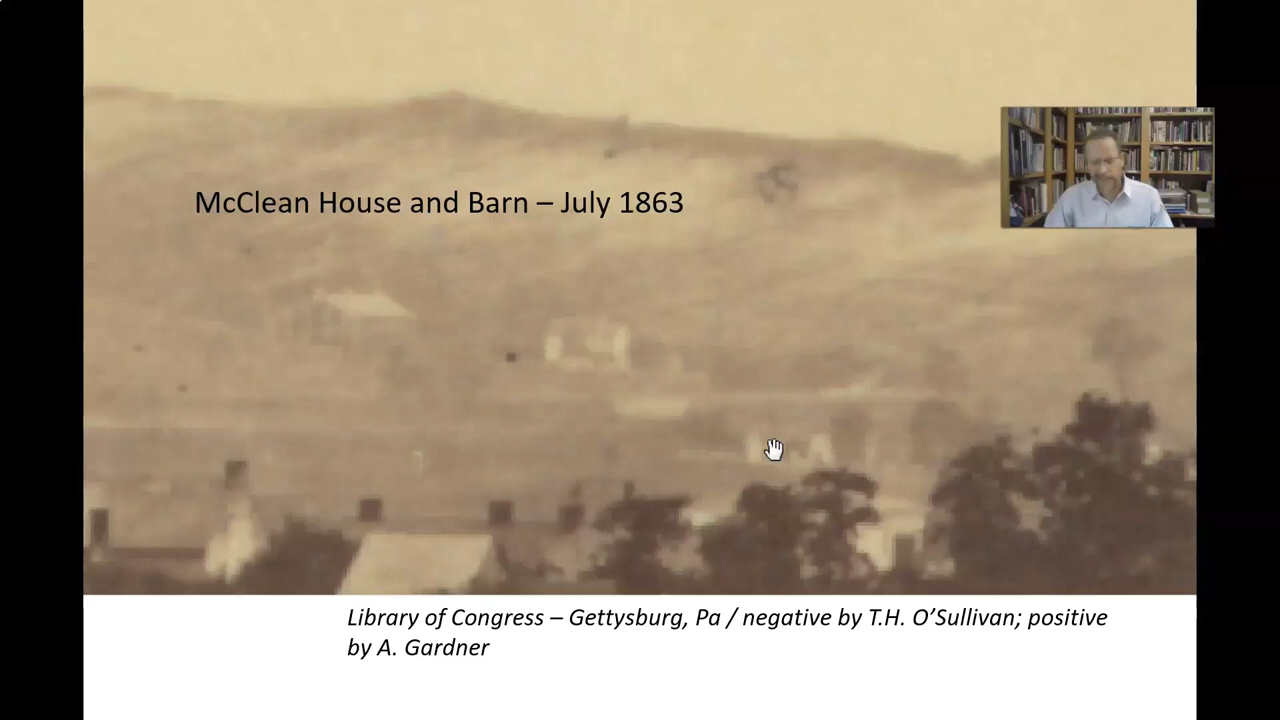 McClean House and Barn – July 1863
Library of Congress – Gettysburg, Pa / negative by T.H. O’Sullivan; positive
by A. Gardner